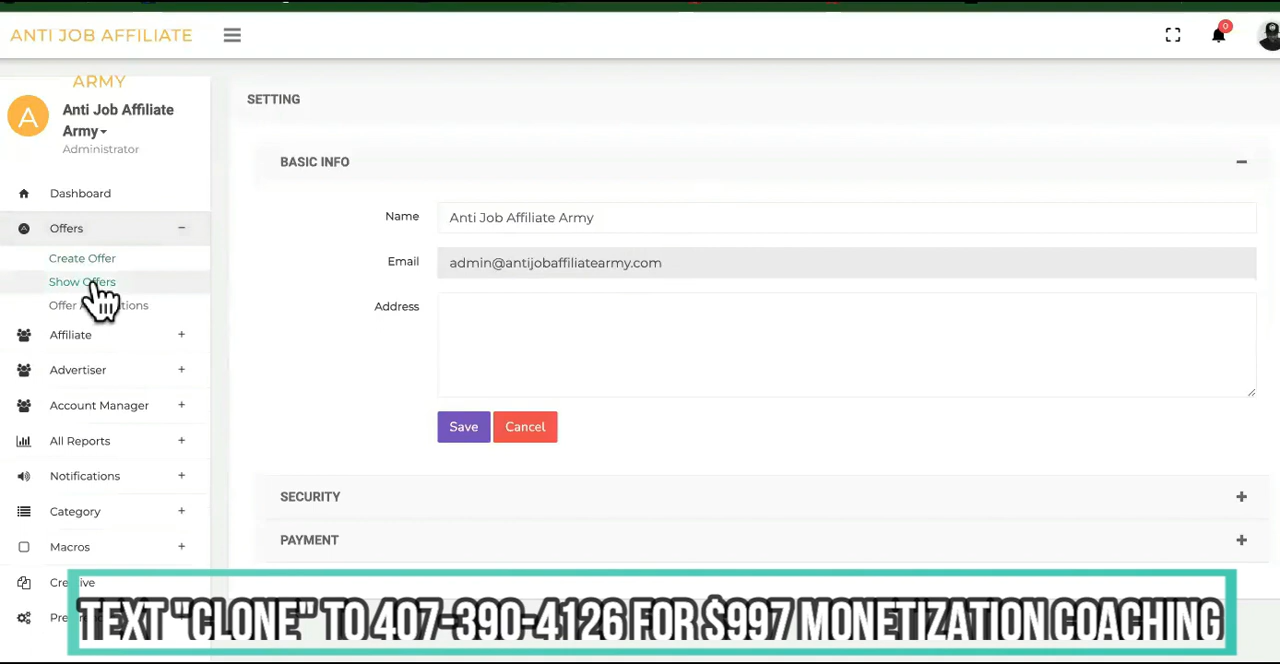 ANTI JOB AFFILIATE
0
ARMY
A
Anti Job Affiliate
Army
Administrator
Dashboard
Offers
Create Offer
Show Offers
Offer
Affiliate
Advertiser
Account Manager
All Reports
Notifications
Category
Macros
SETTING
BASIC INFO
Name
Anti Job Affiliate Army
Email
admin@antijobaffiliatearmy.com
Address
Save Cancel
SECURITY
PAYMENT
TEXT "CLONE" TO 407-390-4126 FOR $997 MONETIZATION COACHING